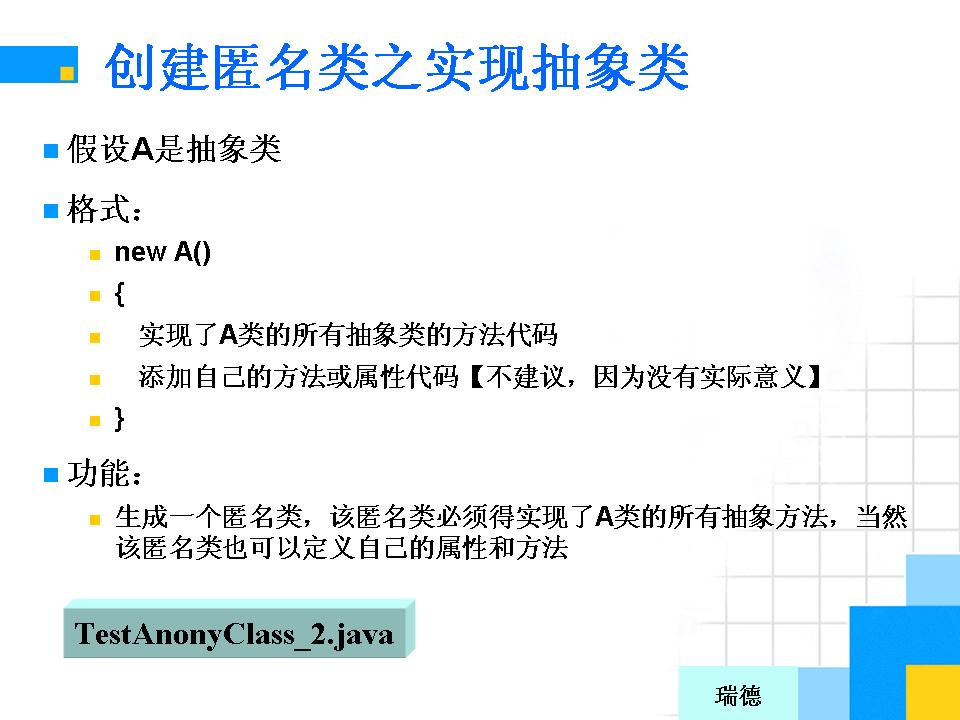 创建匿名类之实现抽象类
假设A是抽象类
格式：
new A()
{
实现了A类的所有抽象类的方法代码
添加自己的方法或属性代码【不建议，因为没有实际意义】
}
功能：
生成一个匿名类，该匿名类必须得实现了A类的所有抽象方法，当然
该匿名类也可以定义自己的属性和方法
TestAnonyClass_2.java
瑞德